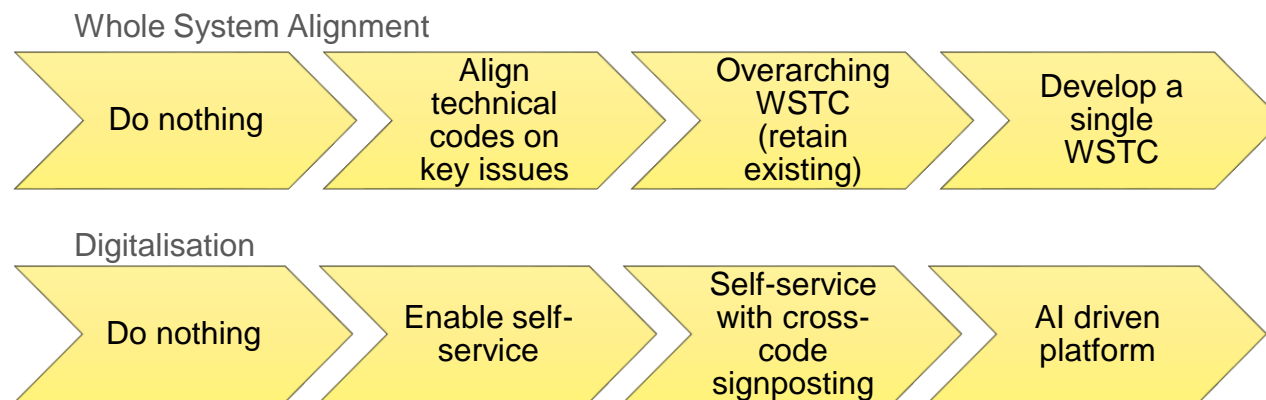 Whole System Alignment
Do nothing
Align
technical
codes on
key issues
Overarching
WSTC
(retain
existing)
Develop a
single
WSTC
Digitalisation
Do nothing
Enable self-
service
Self-service
with cross-
code
signposting
AI driven
platform